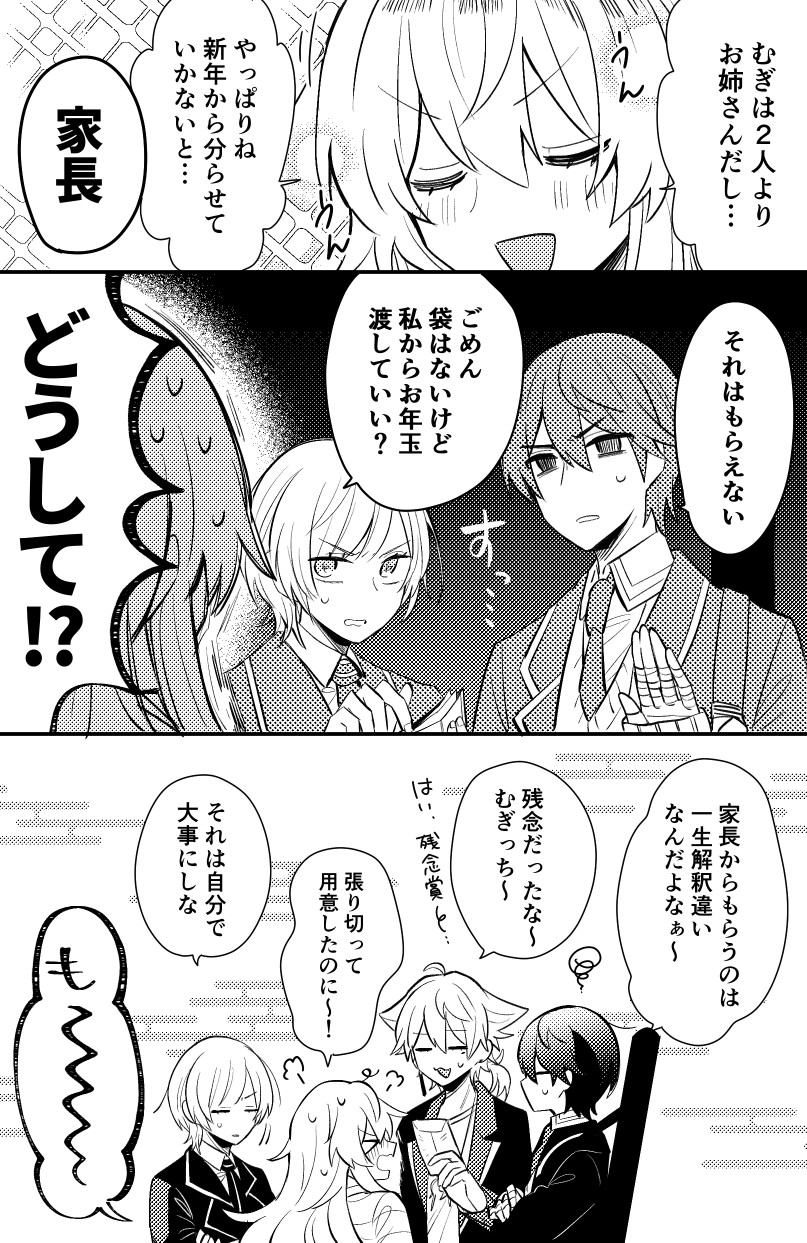 むぎは2人より
お姉さんだし…
うん
うん
やっぱりね
新年から分らせて
いかないと…
家長
それはもらえない
ごめん
袋はないけど
私からお年玉
渡していい?
すっ…
どうして!?
家長からもらうのは
一生解釈違い
なんだよなぁ〜
残念だったな〜
むぎっち〜
はい、残念賞〜…
張り切って
用意したのに〜!
それは自分で
大事にしな
も〜〜〜